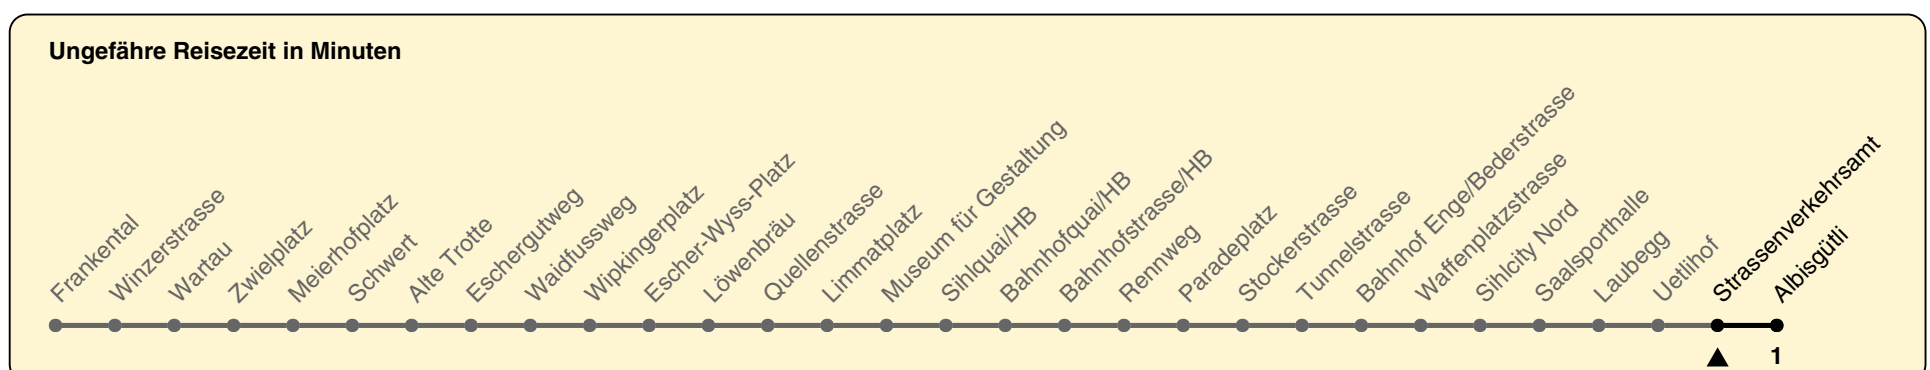 Ungefähre Reisezeit in Minuten
Frankental
Winzerstrasse
Wartau
Zwielplatz
Meierhofplatz
Schwert
Alte Trotte
Eschergutweg
Waidfussweg
Wipkingerplatz
Escher-Wyss-Platz
Löwenbräu
Quellenstrasse
Limmatplatz
Museum für Gestaltung
Sihlquai/HB
Bahnhofquai/HB
Bahnhofstrasse/HB
Rennweg
Paradeplatz
Stockerstrasse
Tunnelstrasse
Bahnhof Enge/Bederstrasse
Waffenplatzstrasse
Sihlcity Nord
Saalsporthalle
Laubegg
Uetlihof
Strassenverkehrsamt
Albisgütli
1